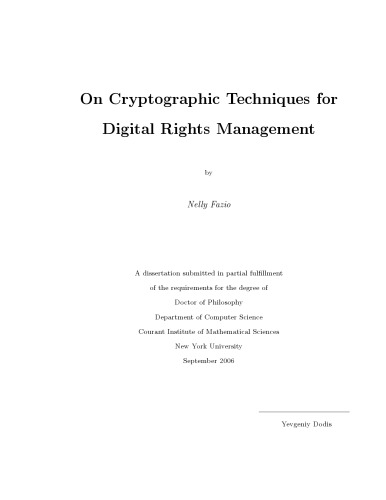 On Cryptographic Techniques for
Digital Rights Management
by
Nelly Fazio
A dissertation submitted in partial fulfillment
of the requirements for the degree of
Doctor of Philosophy
Department of Computer Science
Courant Institute of Mathematical Sciences
New York University
September 2006
Yevgeniy Dodis